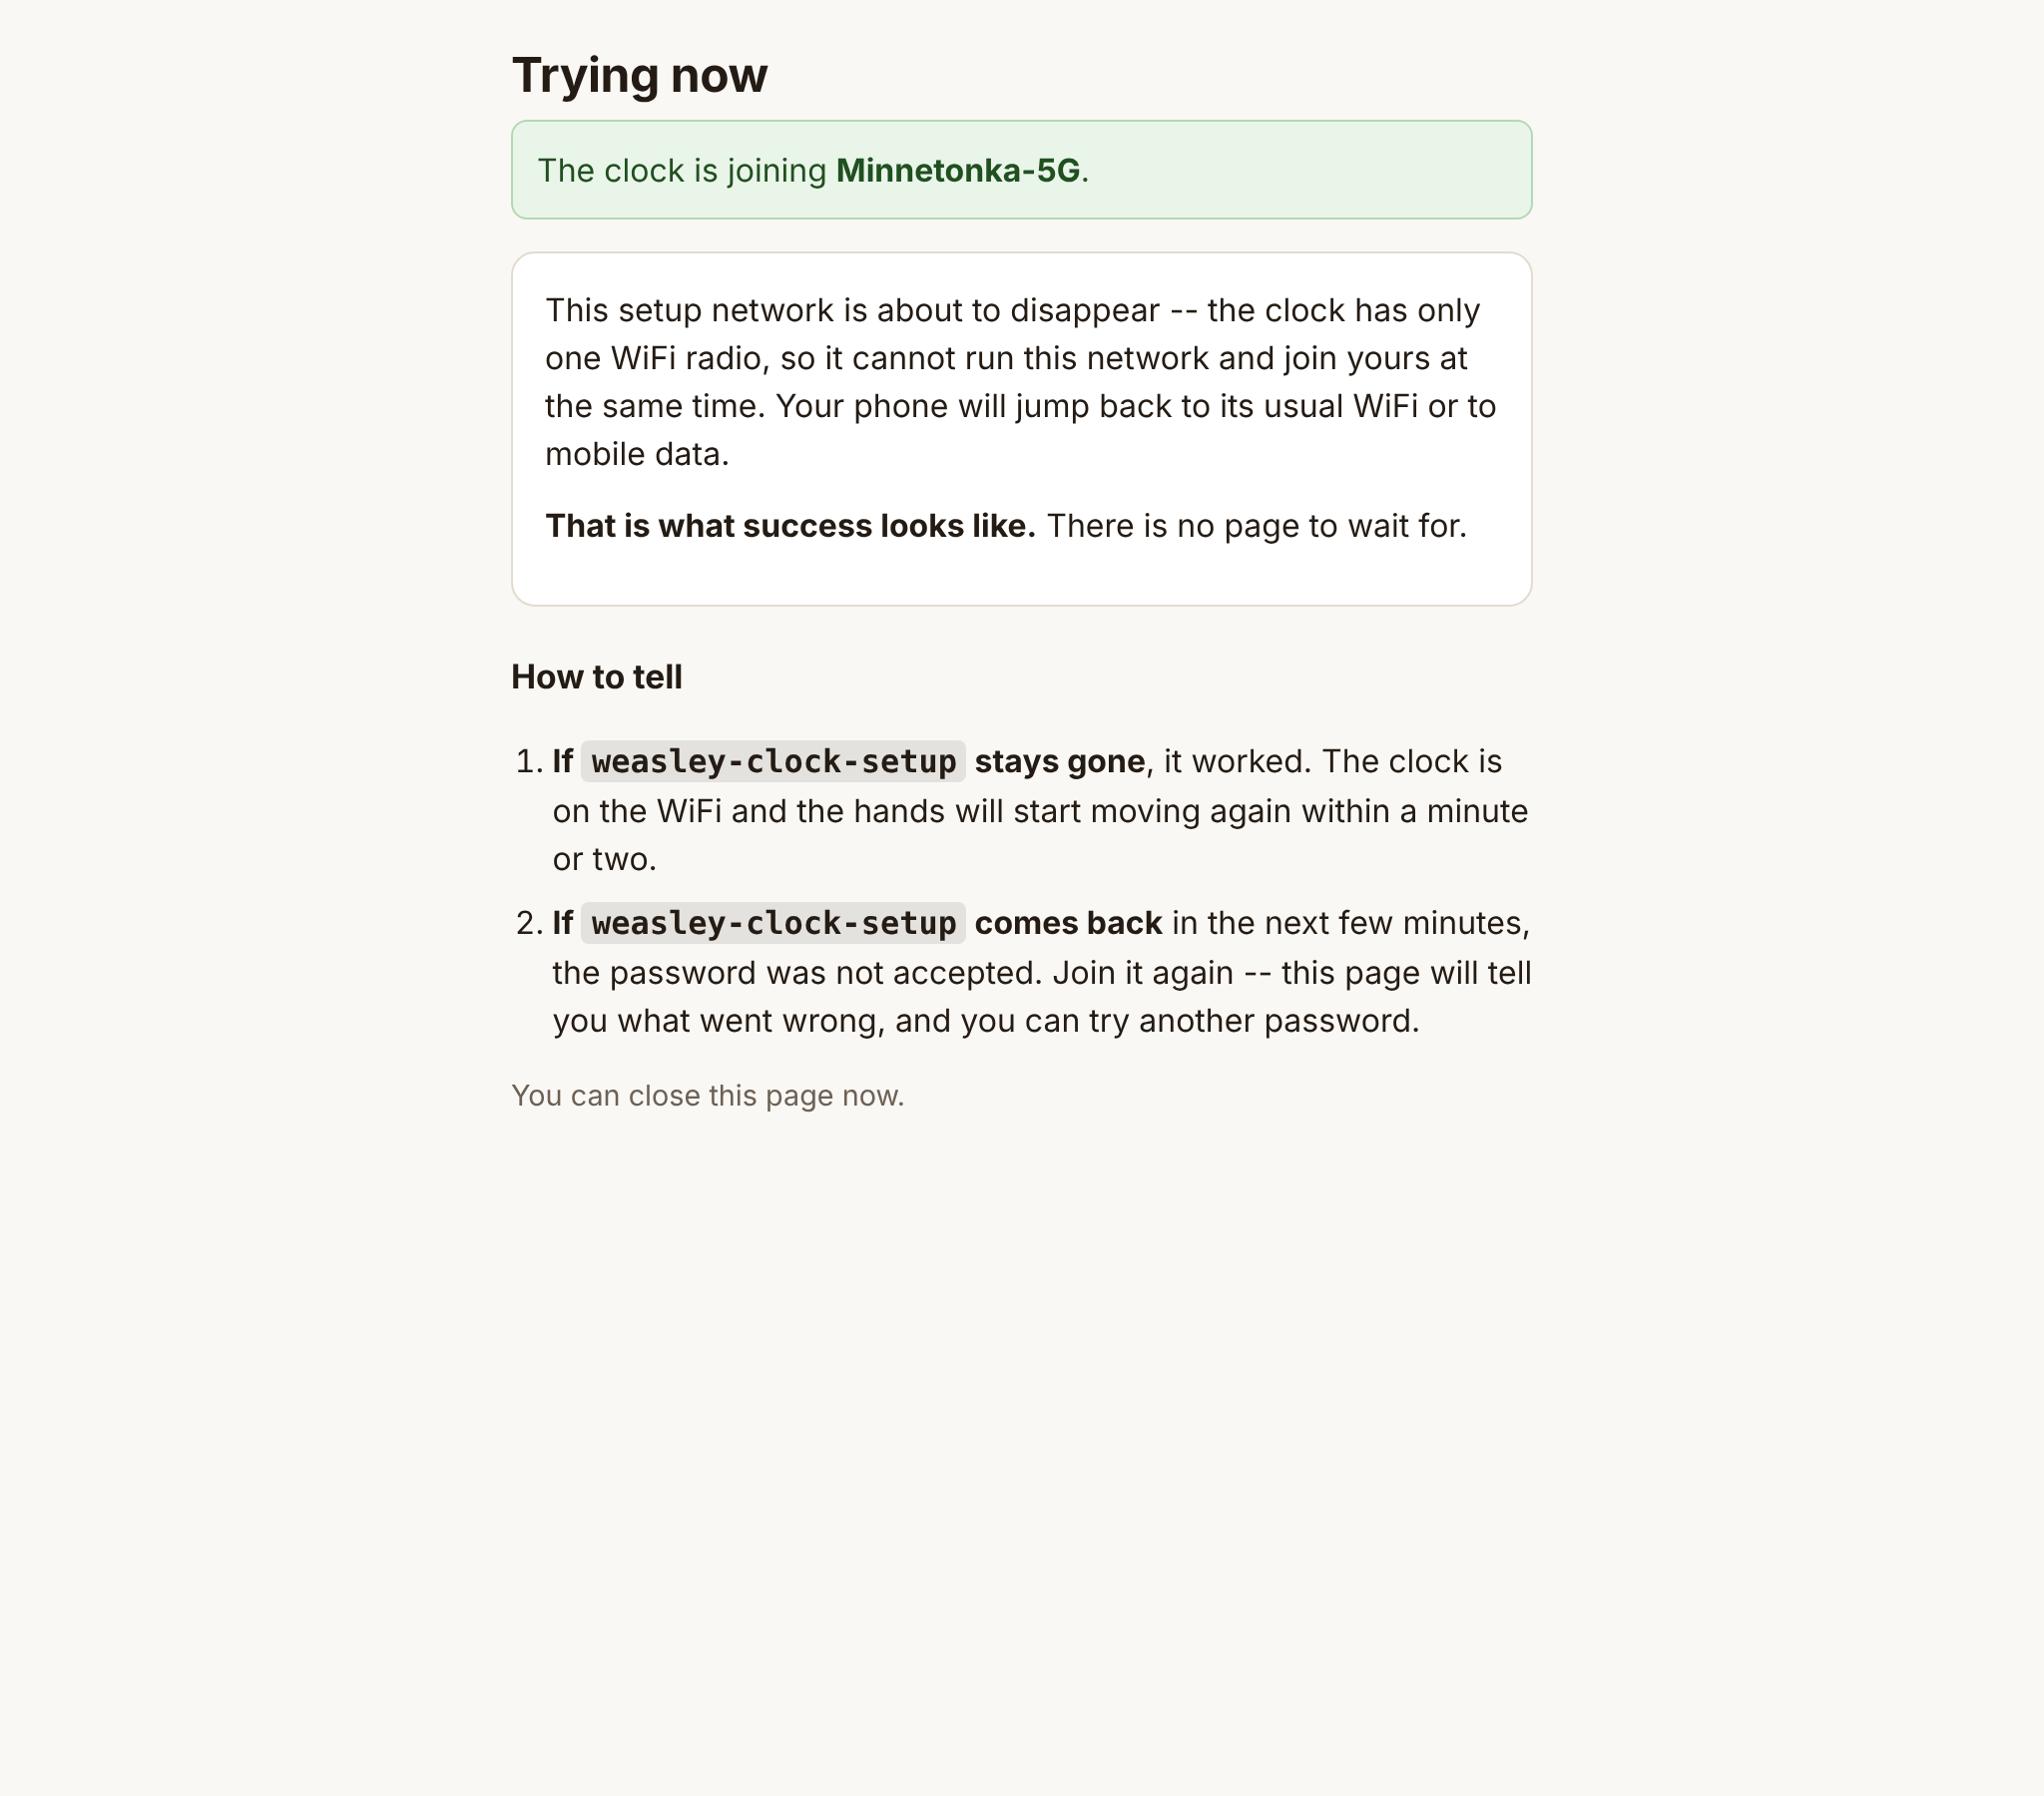 Trying now
The clock is joining Minnetonka-5G.
This setup network is about to disappear -- the clock has only
one WiFi radio, so it cannot run this network and join yours at
the same time. Your phone will jump back to its usual WiFi or to
mobile data.
That is what success looks like. There is no page to wait for.
How to tell
1. If weasley-clock-setup stays gone, it worked. The clock is
on the WiFi and the hands will start moving again within a minute
or two.
2. If weasley-clock-setup comes back in the next few minutes,
the password was not accepted. Join it again -- this page will tell
you what went wrong, and you can try another password.
You can close this page now.